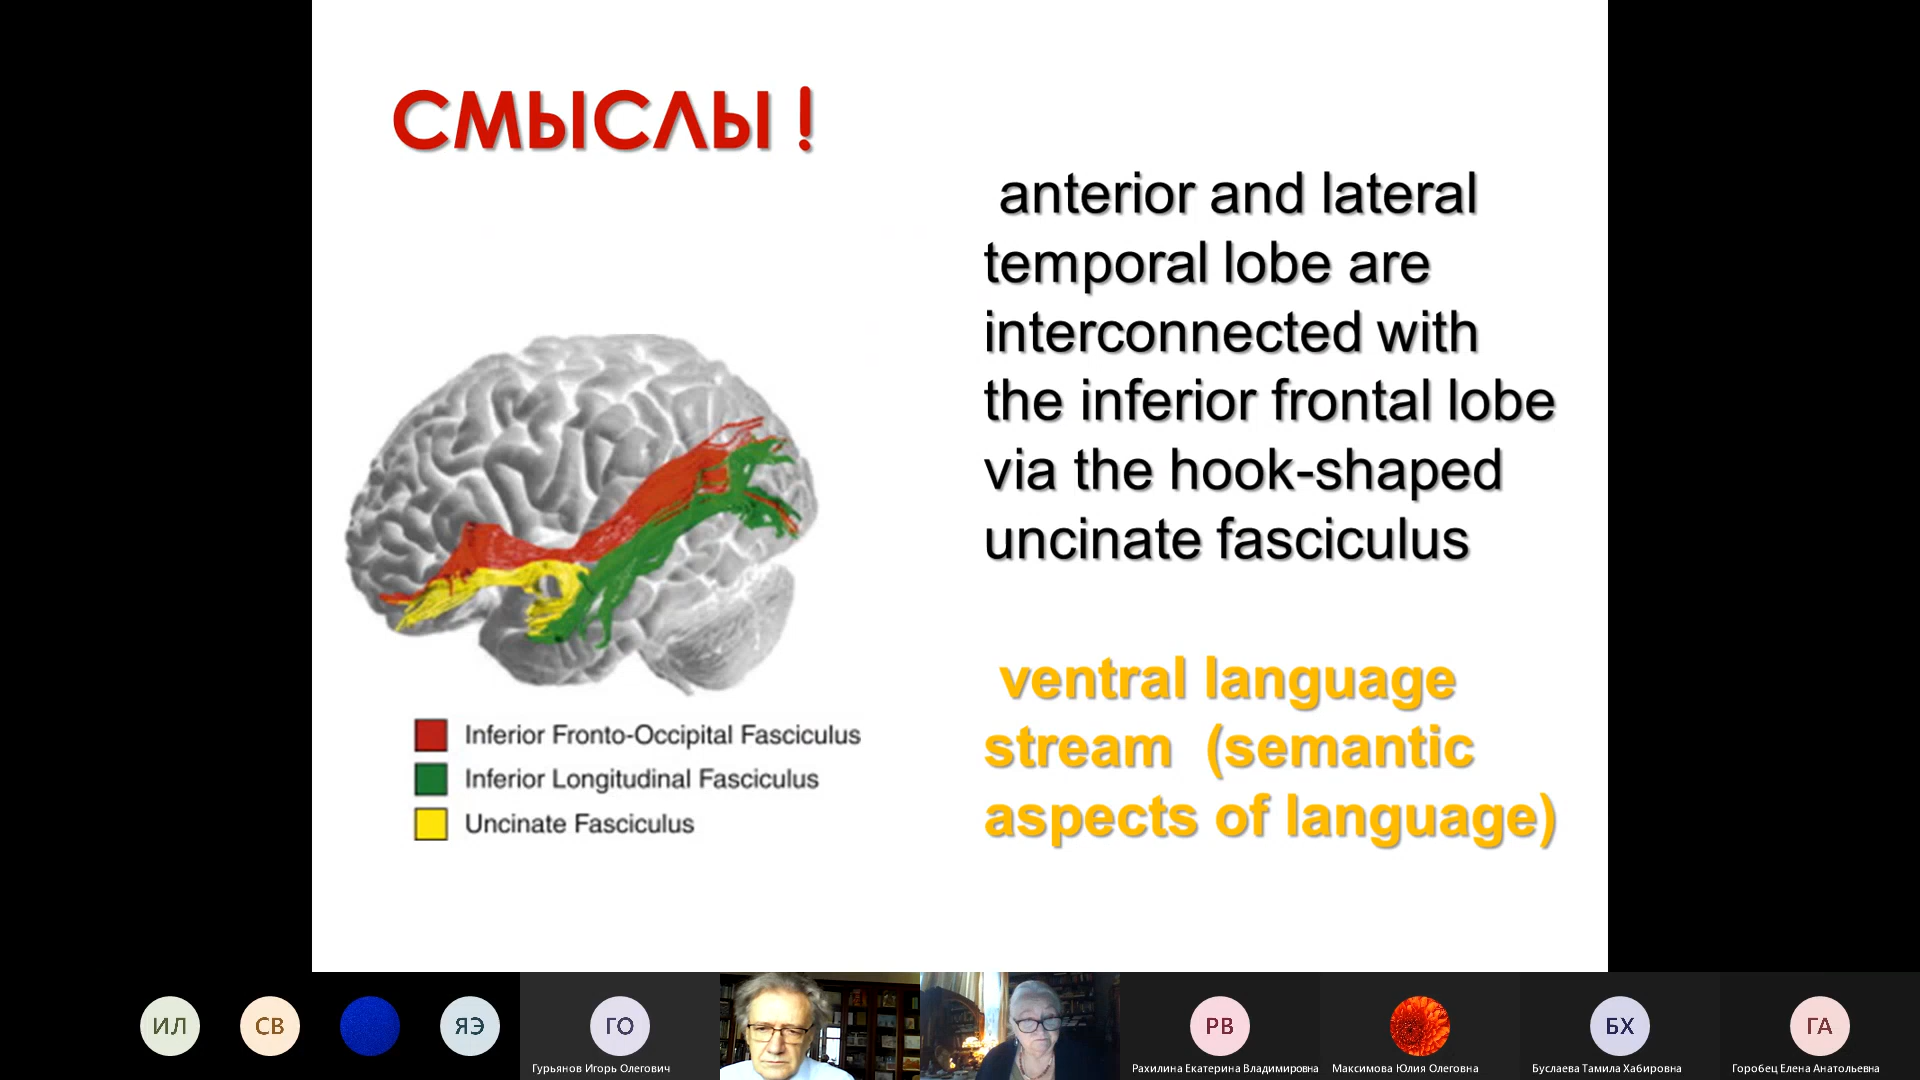 СМЫСЛЫ !
anterior and lateral
temporal lobe are
interconnected with
the inferior frontal lobe
via the hook-shaped
uncinate fasciculus
ventral language
stream (semantic
aspects of language)
Inferior Fronto-Occipital Fasciculus
Inferior Longitudinal Fasciculus
Uncinate Fasciculus
ИЛ
СВ
ЯЭ
ГО
Гурьянов Игорь Олегович
РВ
Рахилина Екатерина Владимировна
Максимова Юлия Олеговна
БХ
Буслаева Тамила Хабировна
ГА
Горобец Елена Анатольевна